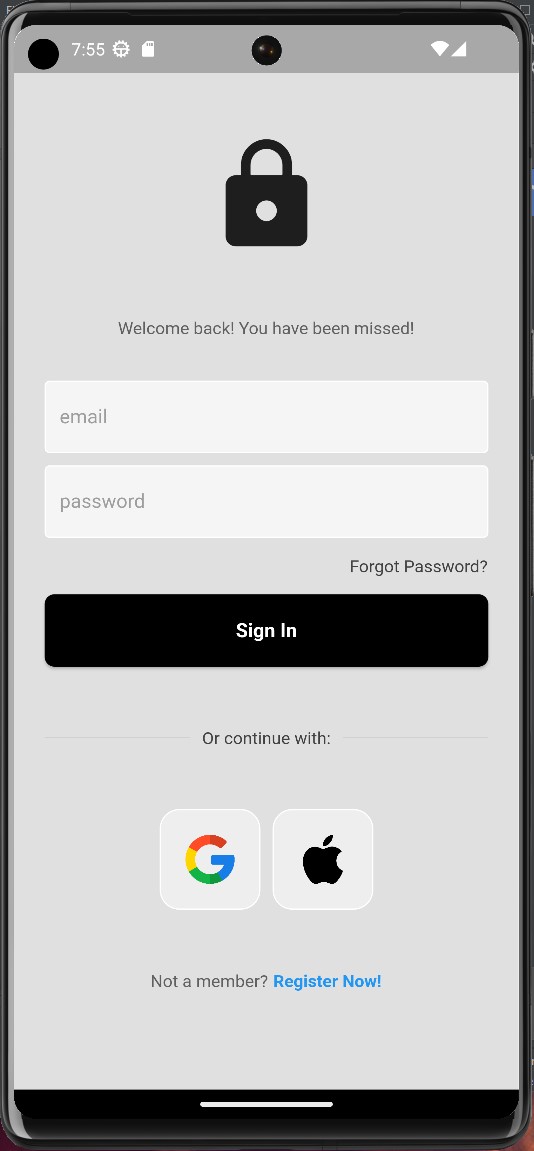 7:55
Welcome back! You have been missed!
email
password
Forgot Password?
Sign In
Or continue with:
Not a member? Register Now!